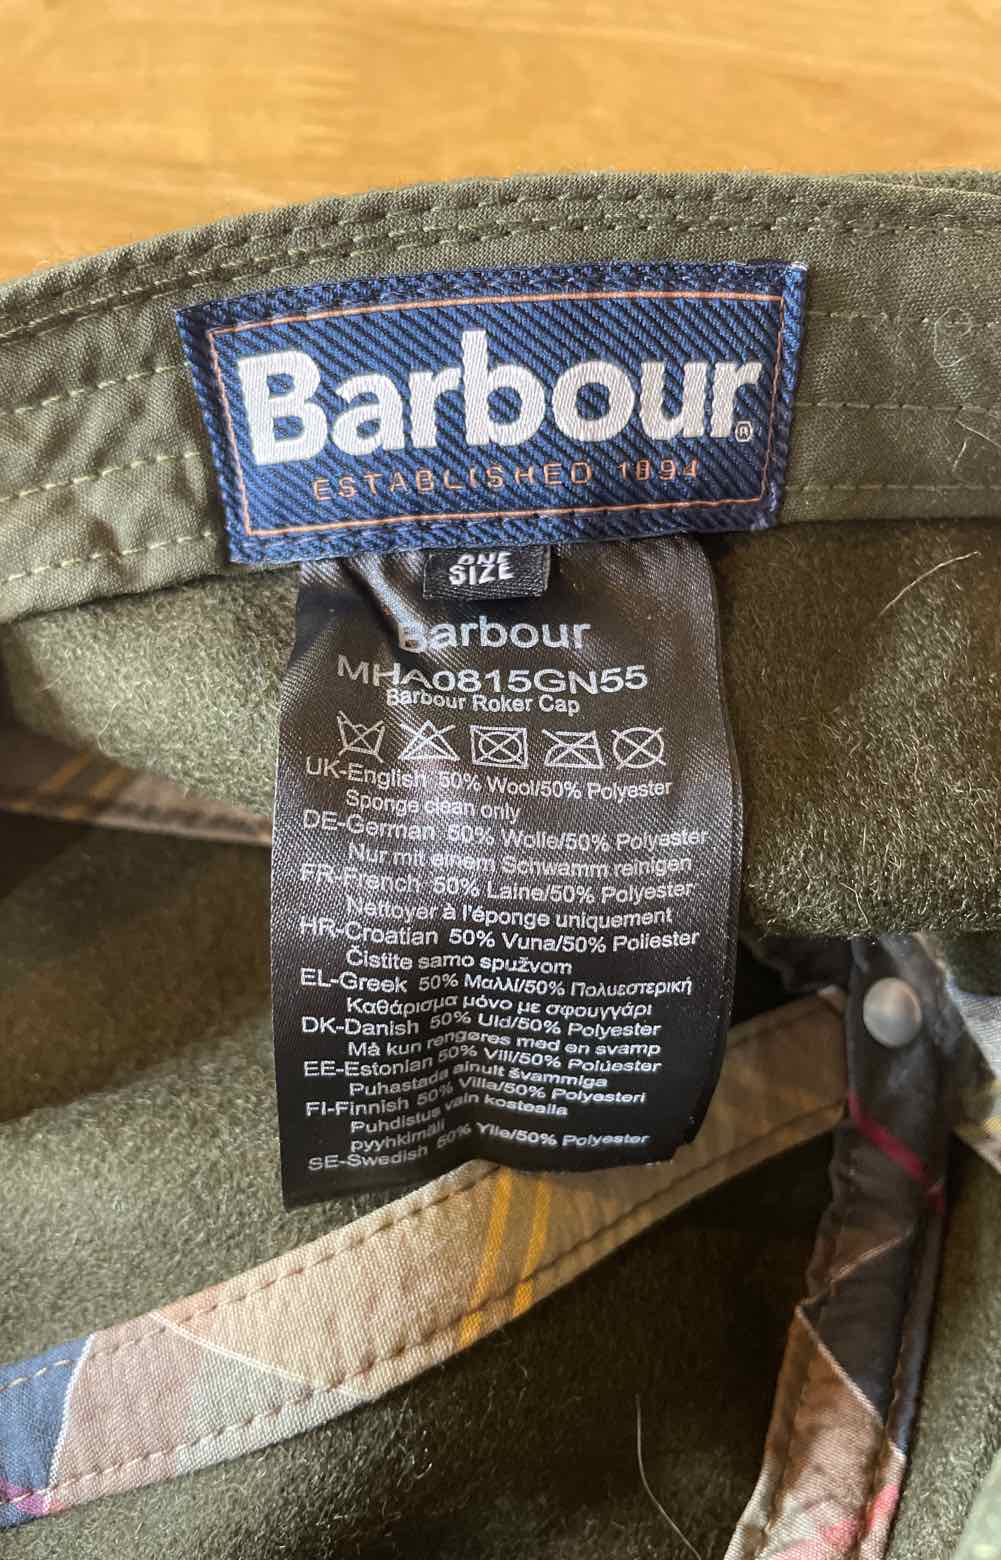 Barbour®
ESTABLISHED 1894
ONE
SIZE
Barbour
MHA0815GN55
Barbour Roker Cap
UK-English 50% Wool/50% Polyester
Sponge clean only
DE-German 50% Wolle/50% Polyester
Nur mit einem Schwamm reinigen
FR-French 50% Laine/50% Polyester
Nettoyer à l'éponge uniquement
HR-Croatian 50% Vuna/50% Poliester
Čistite samo spužvom
EL-Greek 50% Μαλλί/50% Πολυεστερική
Καθάρισμα μόνο με σφουγγάρι
DK-Danish 50% Uld/50% Polyester
Må kun rengøres med en svamp
EE-Estonian 50% Vill/50% Polüester
Puhastada ainult švammiga
FI-Finnish 50% Villa/50% Polyesteri
Puhdistus vain kostealla
pyyhkimällä
SE-Swedish 50% Ylle/50% Polyester